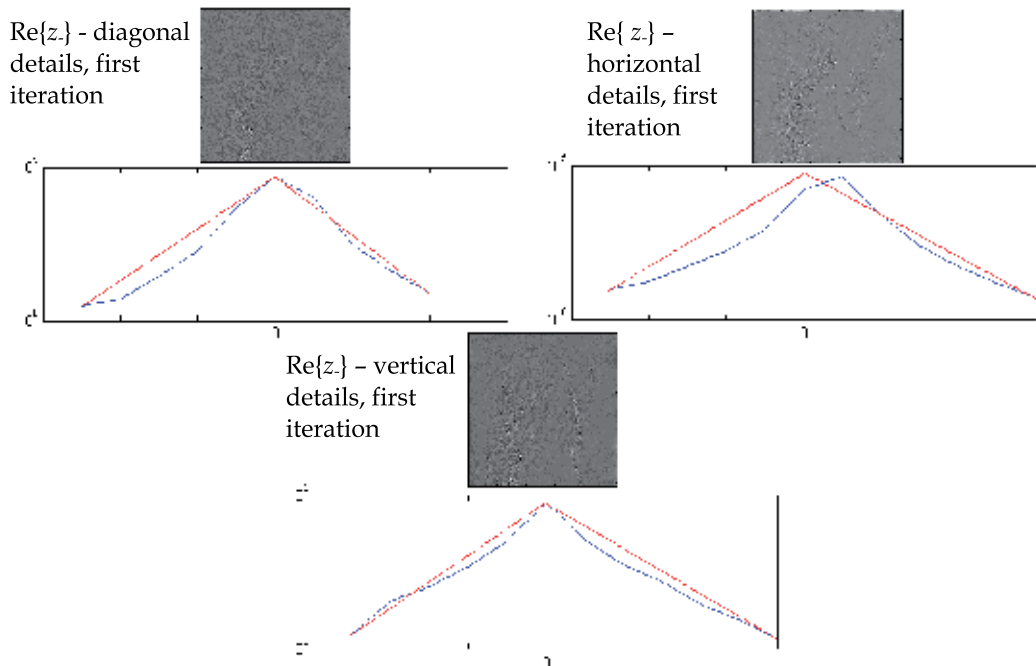 Re{z-} - diagonal
details, first
iteration
Re{ z-} –
horizontal
details, first
iteration
Re{z-} – vertical
details, first
iteration